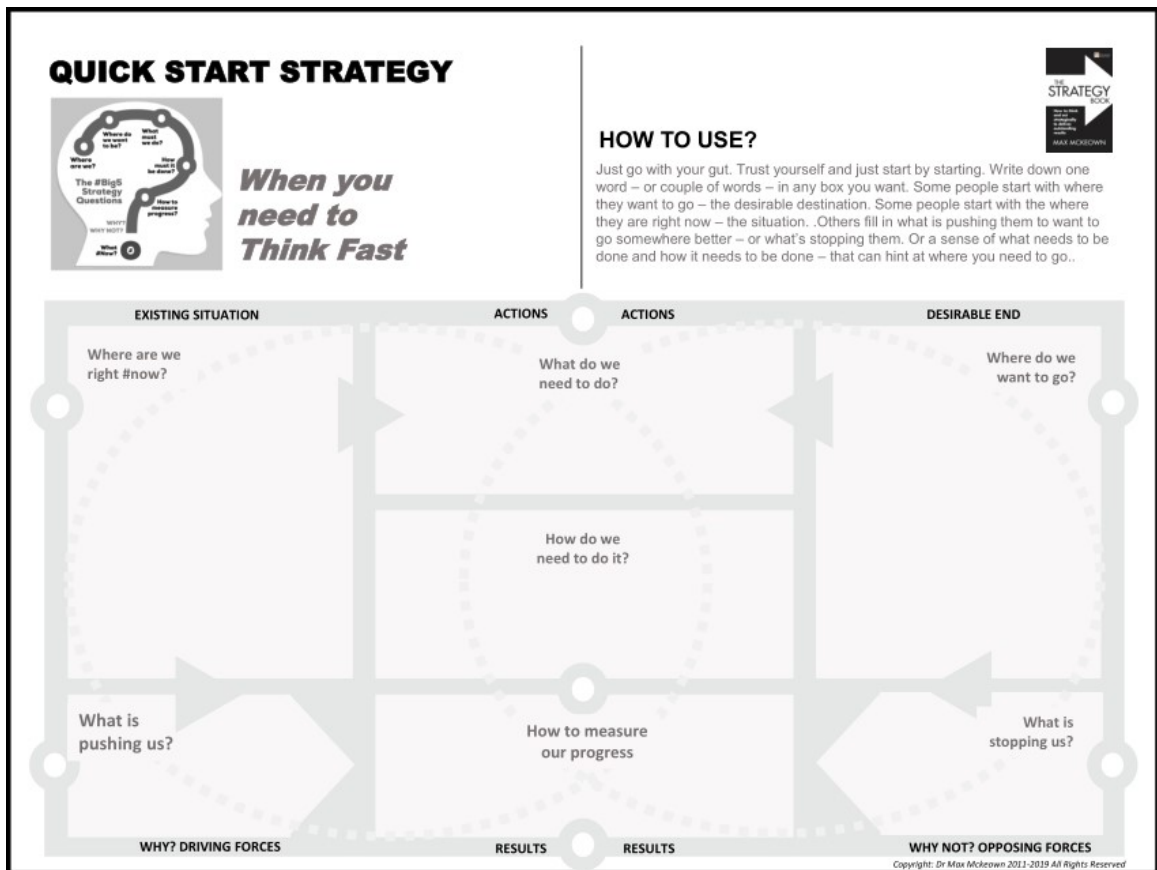 QUICK START STRATEGY
Where
are we?
Where do
we want
to be?
What
must
we do?
How
must it
be done?
How to
measure
progress?
The #Big5
Strategy
Questions
WHY?
WHY NOT?
What
#Now?
When you
need to
Think Fast
THE
STRATEGY
BOOK
How to think
and act
strategically
to deliver
outstanding
results
MAX MCKEOWN
HOW TO USE?
Just go with your gut. Trust yourself and just start by starting. Write down one
word – or couple of words – in any box you want. Some people start with where
they want to go – the desirable destination. Some people start with the where
they are right now – the situation. .Others fill in what is pushing them to want to
go somewhere better – or what's stopping them. Or a sense of what needs to be
done and how it needs to be done – that can hint at where you need to go..
EXISTING SITUATION
ACTIONS
ACTIONS
DESIRABLE END
Where are we
right #now?
What do we
need to do?
Where do we
want to go?
How do we
need to do it?
What is
pushing us?
How to measure
our progress
What is
stopping us?
WHY? DRIVING FORCES
RESULTS
RESULTS
WHY NOT? OPPOSING FORCES
Copyright: Dr Max Mckeown 2011-2019 All Rights Reserved